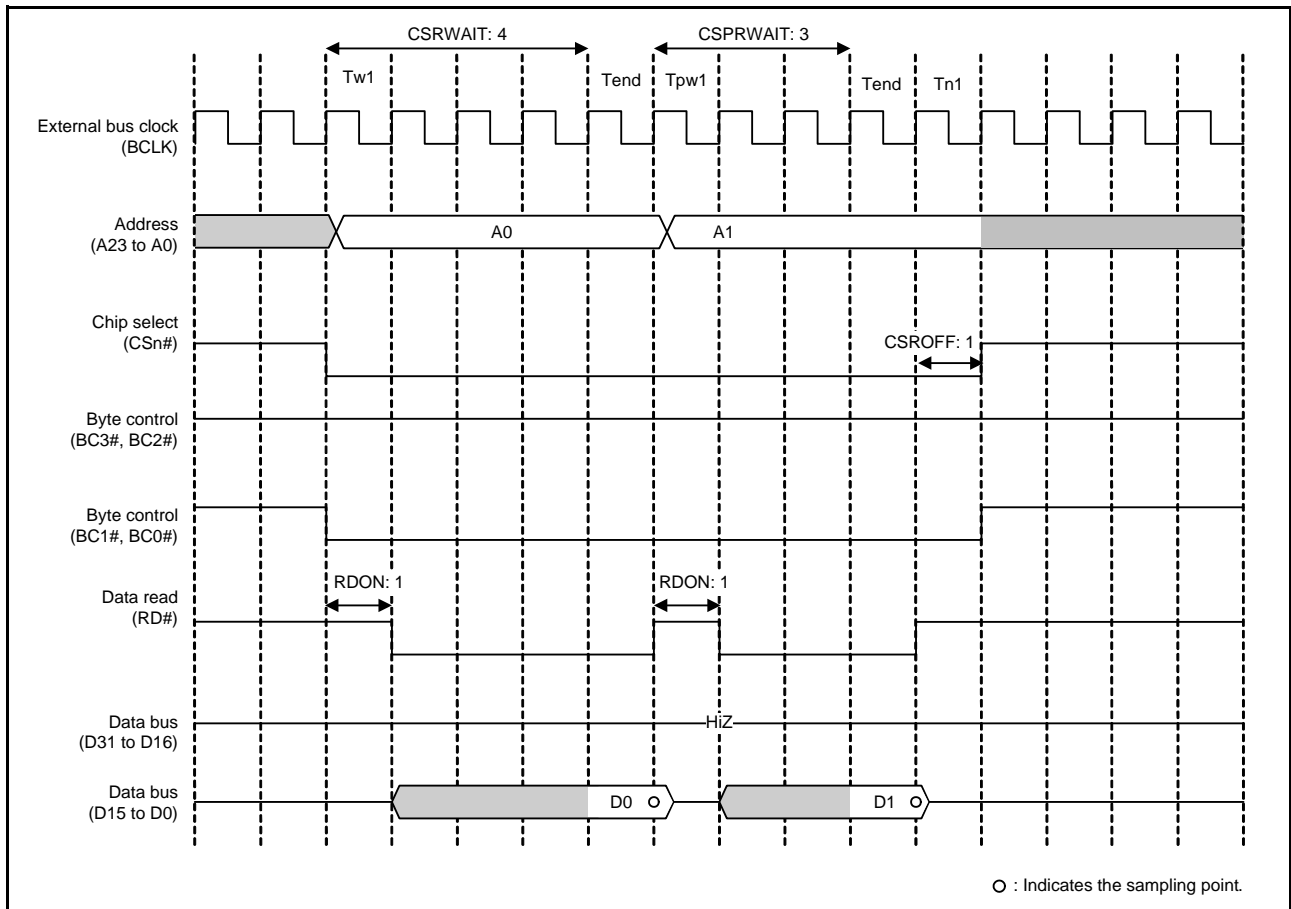 CSRWAIT: 4
CSPRWAIT: 3
Tw1
Tend
Tpw1
Tend
Tn1
External bus clock
(BCLK)
Address
(A23 to A0)
A0
A1
Chip select
(CSn#)
CSROFF: 1
Byte control
(BC3#, BC2#)
Byte control
(BC1#, BC0#)
RDON: 1
RDON: 1
Data read
(RD#)
Data bus
(D31 to D16)
HiZ
Data bus
(D15 to D0)
D0
D1
: Indicates the sampling point.